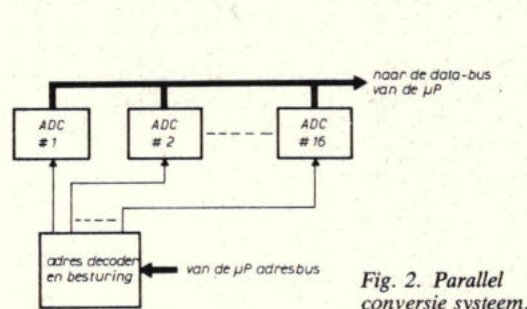 naar de data-bus
van de µP
ADC
# 1
ADC
# 2
ADC
# 16
adres decoder
en besturing
van de µP adresbus
Fig. 2. Parallel
conversie systeem.